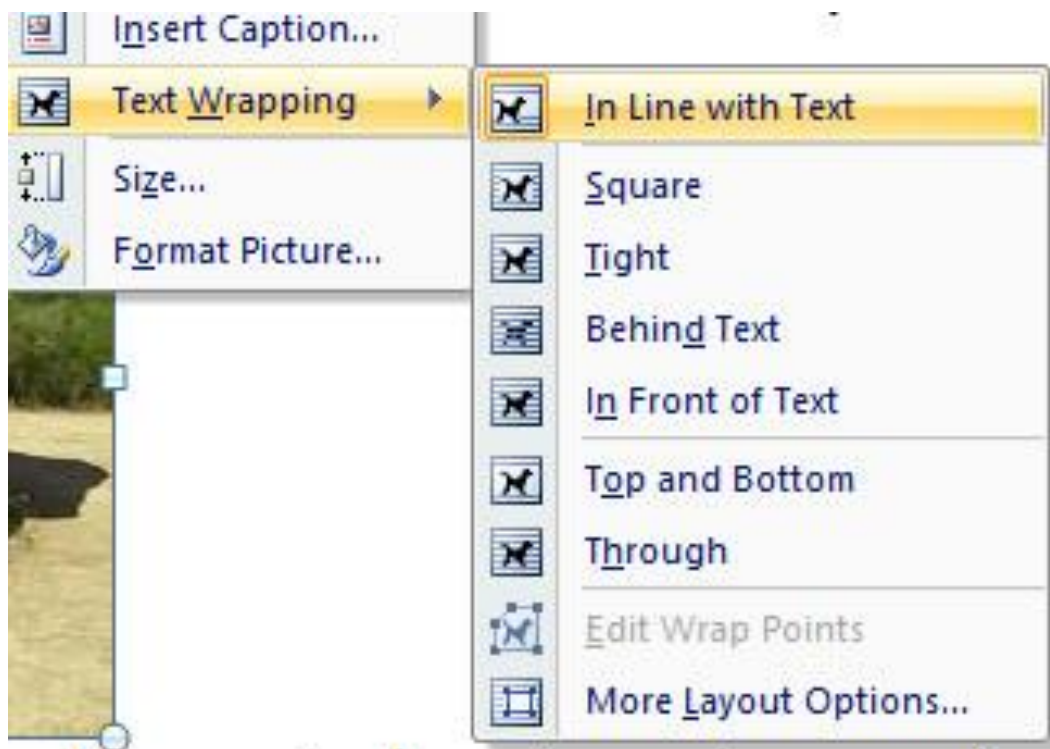 Insert Caption...
Text Wrapping
Size...
Format Picture...
In Line with Text
Square
Tight
Behind Text
In Front of Text
Top and Bottom
Through
Edit Wrap Points
More Layout Options...